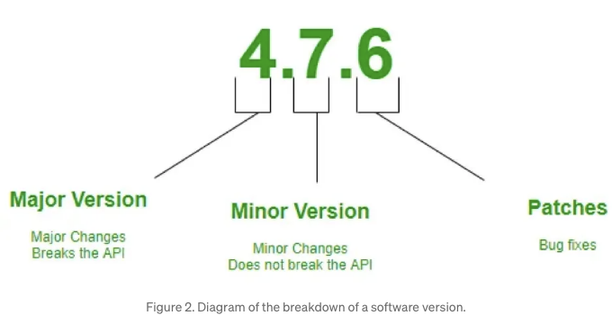 4.7.6
Major Version
Major Changes
Breaks the API
Minor Version
Minor Changes
Does not break the API
Patches
Bug fixes
Figure 2. Diagram of the breakdown of a software version.